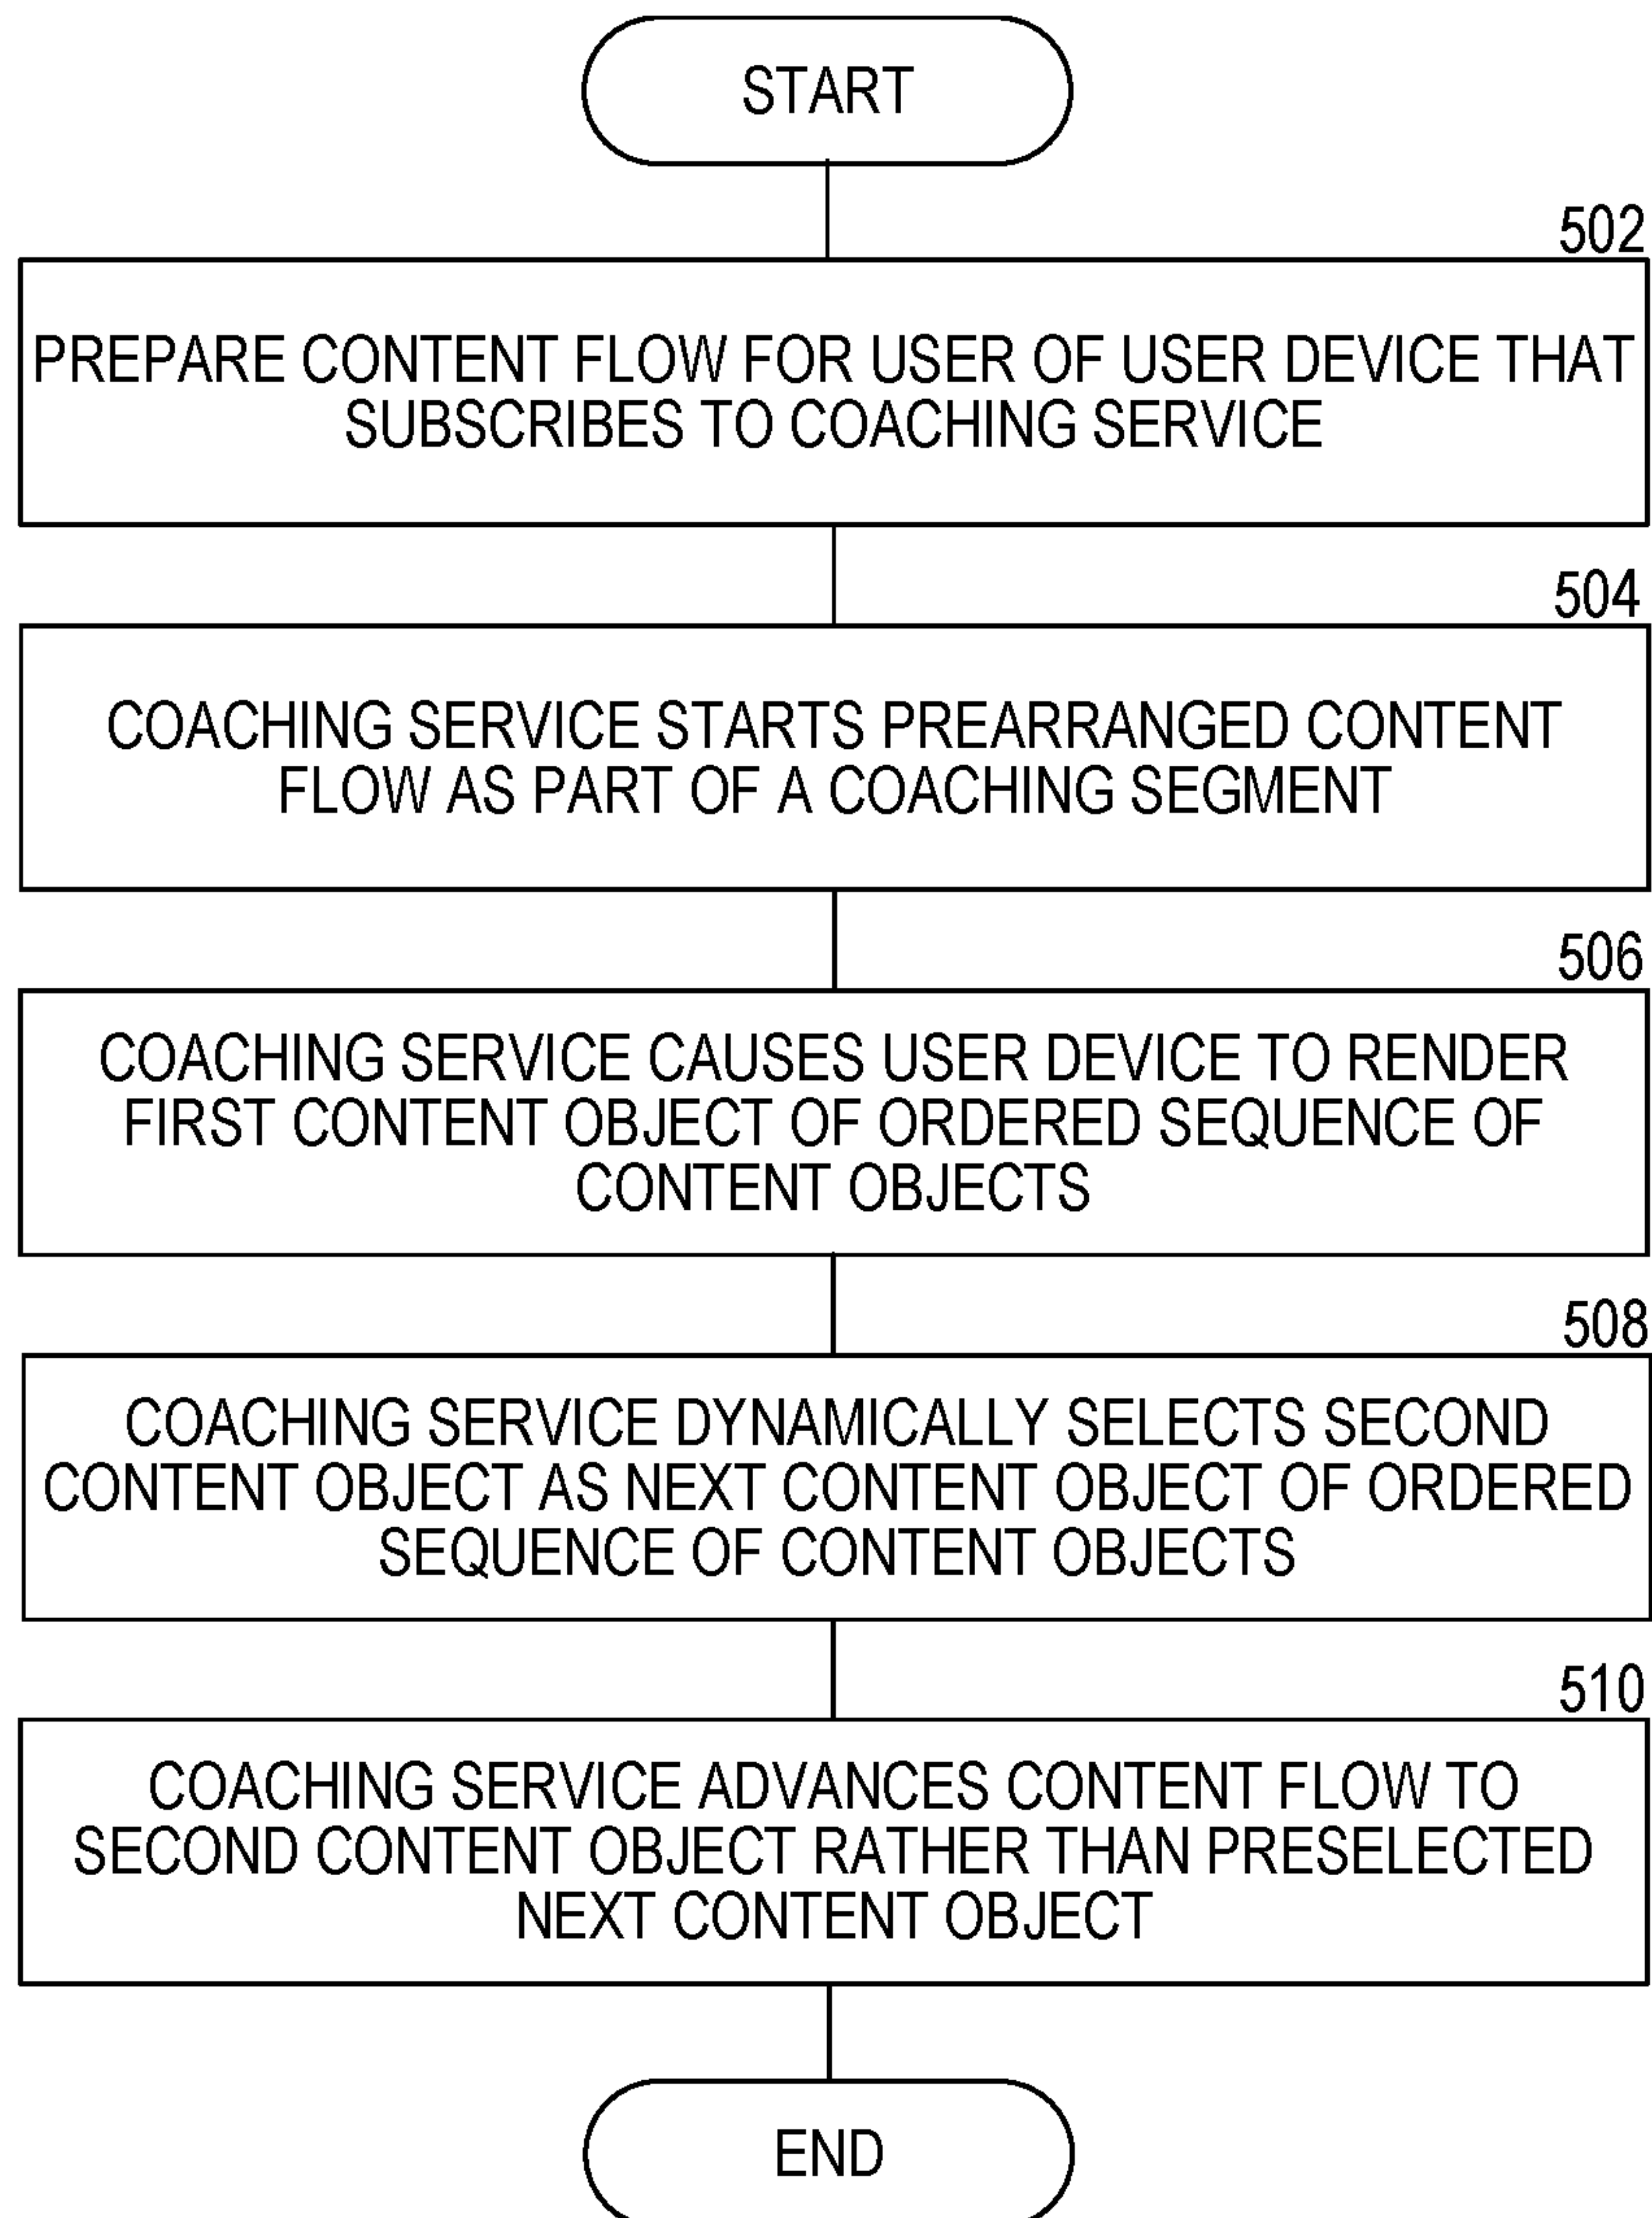 START
502
PREPARE CONTENT FLOW FOR USER OF USER DEVICE THAT
SUBSCRIBES TO COACHING SERVICE
504
COACHING SERVICE STARTS PREARRANGED CONTENT
FLOW AS PART OF A COACHING SEGMENT
506
COACHING SERVICE CAUSES USER DEVICE TO RENDER
FIRST CONTENT OBJECT OF ORDERED SEQUENCE OF
CONTENT OBJECTS
508
COACHING SERVICE DYNAMICALLY SELECTS SECOND
CONTENT OBJECT AS NEXT CONTENT OBJECT OF ORDERED
SEQUENCE OF CONTENT OBJECTS
510
COACHING SERVICE ADVANCES CONTENT FLOW TO
SECOND CONTENT OBJECT RATHER THAN PRESELECTED
NEXT CONTENT OBJECT
END